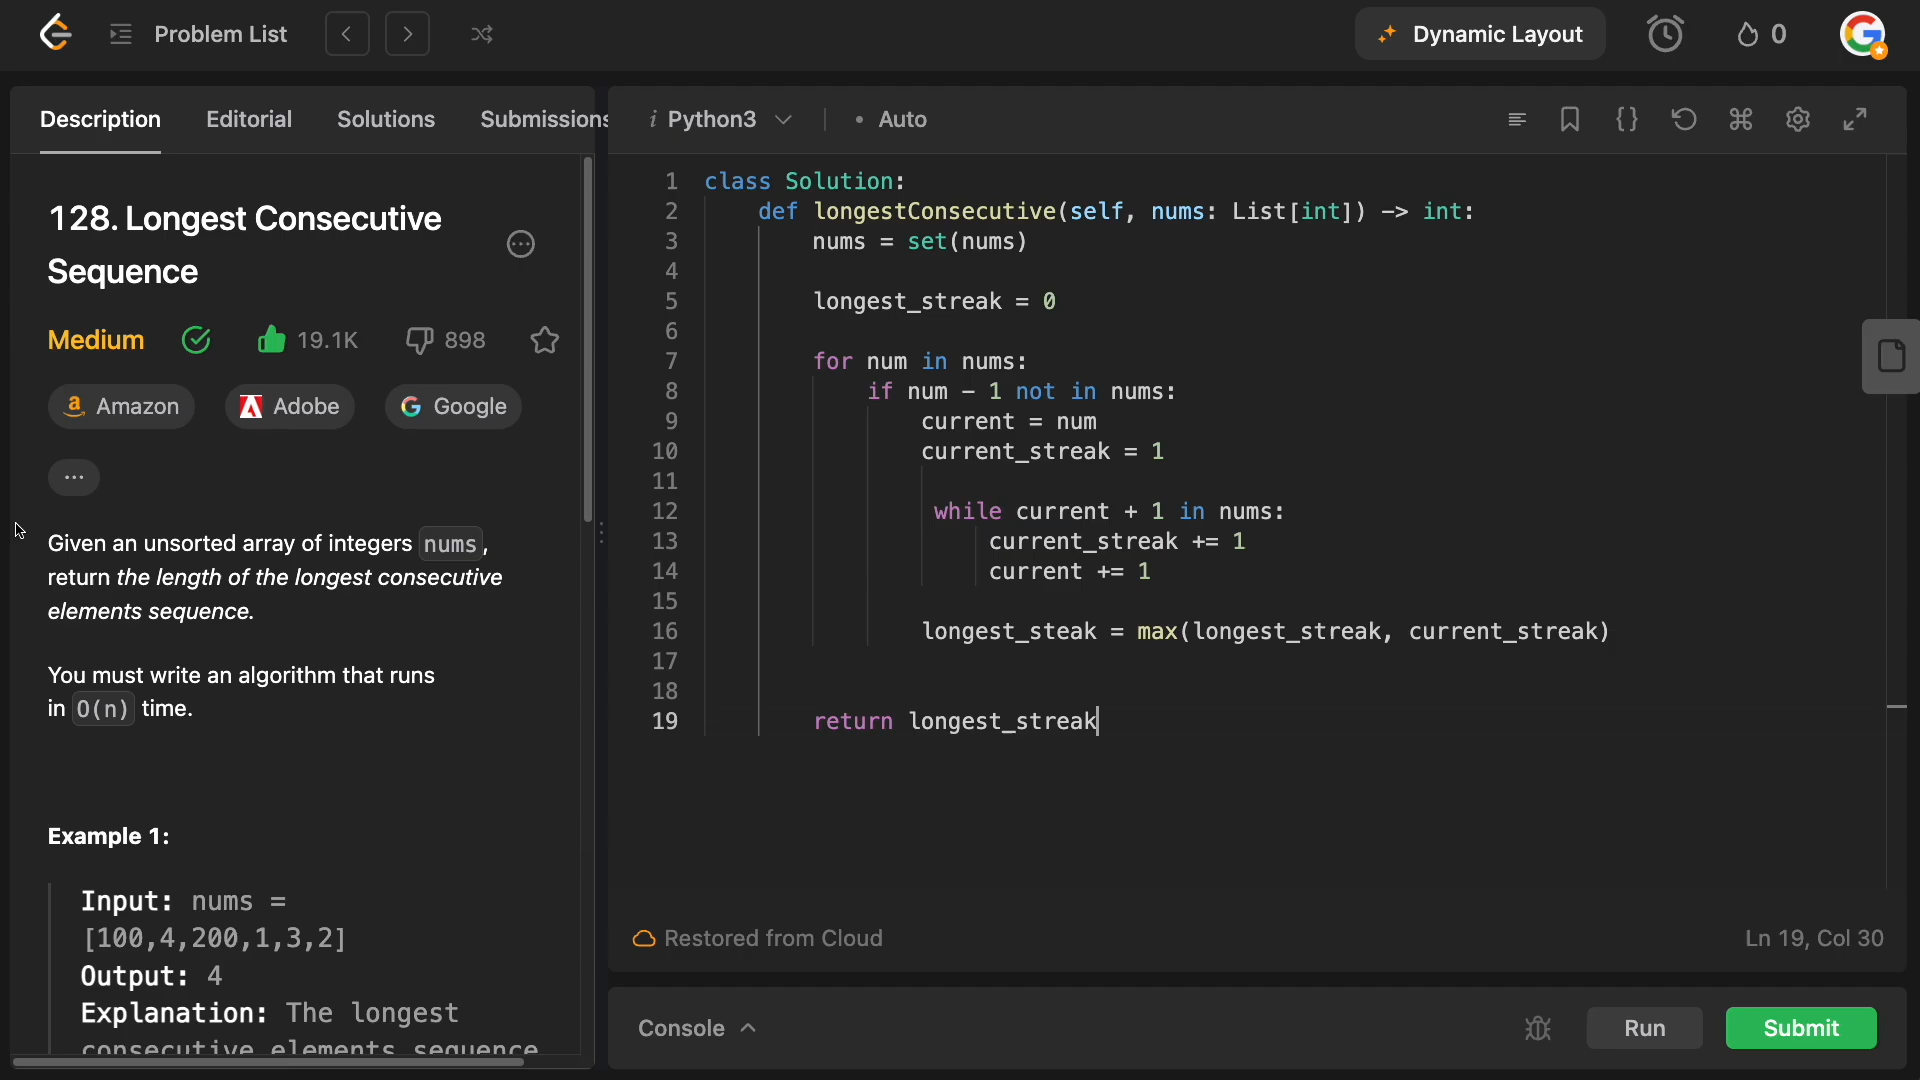 Problem List
Dynamic Layout
0
Description
Editorial
Solutions
Submissions
128. Longest Consecutive
Sequence
Medium
19.1K
898
Amazon
Adobe
Google
...
Given an unsorted array of integers nums,
return the length of the longest consecutive
elements sequence.
You must write an algorithm that runs
in O(n) time.
Example 1:
Input: nums =
[100,4,200,1,3,2]
Output: 4
Explanation: The longest
consecutive elements sequence
i Python3
• Auto
1 class Solution:
2 def longestConsecutive(self, nums: List[int]) -> int:
3 nums = set(nums)
4
5 longest_streak = 0
6
7 for num in nums:
8 if num - 1 not in nums:
9 current = num
10 current_streak = 1
11
12 while current + 1 in nums:
13 current_streak += 1
14 current += 1
15
16 longest_steak = max(longest_streak, current_streak)
17
18
19 return longest_streak
Restored from Cloud
Ln 19, Col 30
Console
Run
Submit